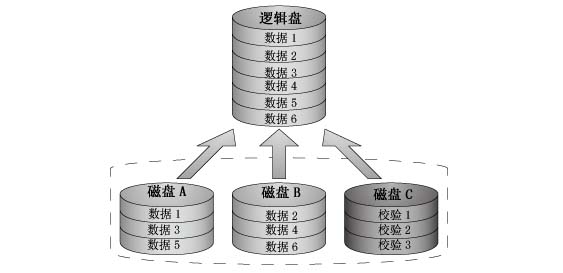 逻辑盘
数据 1
数据 2
数据 3
数据 4
数据 5
数据 6
磁盘 A
数据 1
数据 3
数据 5
磁盘 B
数据 2
数据 4
数据 6
磁盘 C
校验 1
校验 2
校验 3